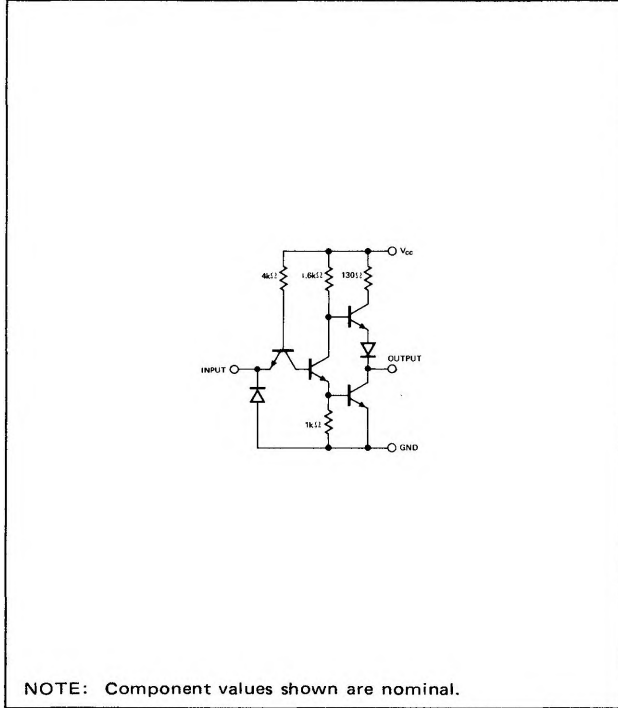 Vcc
4kΩ 1.6kΩ 130Ω
OUTPUT
INPUT
1kΩ
GND
NOTE: Component values shown are nominal.